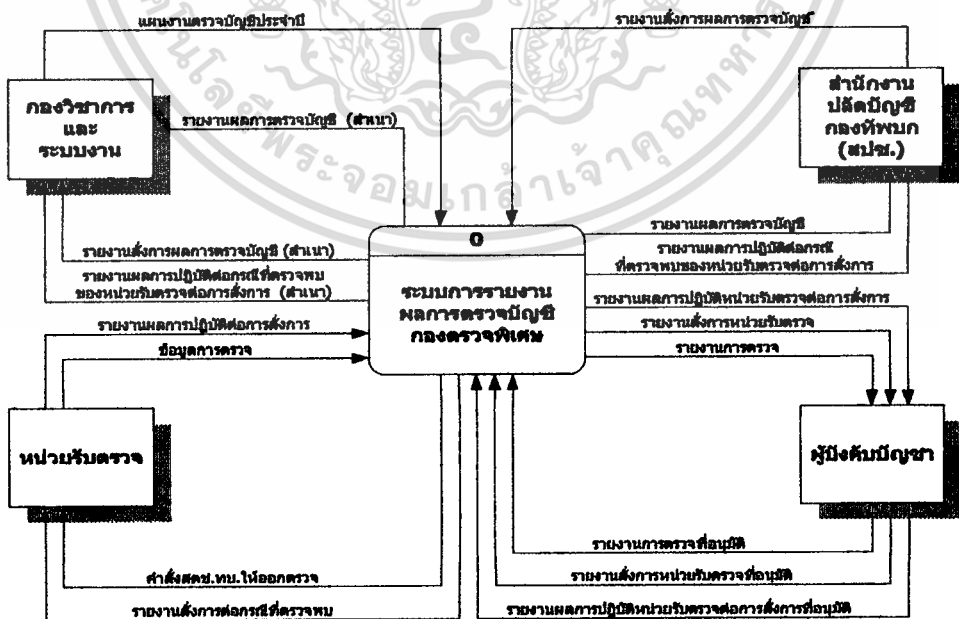 แผนงานตรวจบัญชีประจำปี
รายงานสั่งการผลการตรวจบัญชี
กองวิชาการ
และ
ระบบงาน
รายงานผลการตรวจบัญชี (สำเนา)
สำนักงาน
ปลัดบัญชี
กองทัพบก
(สปช.)
พระจอมเกล้าเจ้าคุณทหาร
รายงานสั่งการผลการตรวจบัญชี (สำเนา)
รายงานผลการปฏิบัติต่อกรณีที่ตรวจพบ
ของหน่วยรับตรวจต่อการสั่งการ (สำเนา)
0
ระบบการรายงาน
ผลการตรวจบัญชี
กองตรวจพิเศษ
รายงานผลการตรวจบัญชี
รายงานผลการปฏิบัติต่อกรณี
ที่ตรวจพบของหน่วยรับตรวจต่อการสั่งการ
รายงานผลการปฏิบัติหน่วยรับตรวจต่อการสั่งการ
รายงานสั่งการหน่วยรับตรวจ
รายงานการตรวจ
รายงานผลการปฏิบัติต่อการสั่งการ
ข้อมูลการตรวจ
หน่วยรับตรวจ
ผู้บังคับบัญชา
คำสั่งสตช.ทบ.ให้ออกตรวจ
รายงานสั่งการต่อกรณีที่ตรวจพบ
รายงานการตรวจที่อนุมัติ
รายงานสั่งการหน่วยรับตรวจที่อนุมัติ
รายงานผลการปฏิบัติหน่วยรับตรวจต่อการสั่งการที่อนุมัติ